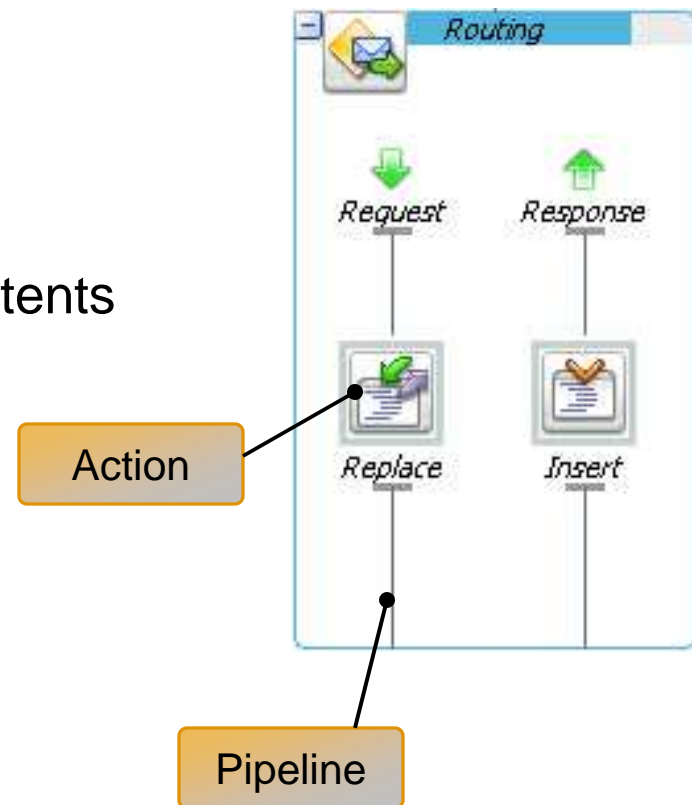 Routing
Request Response
tents
Action
Replace Insert
Pipeline